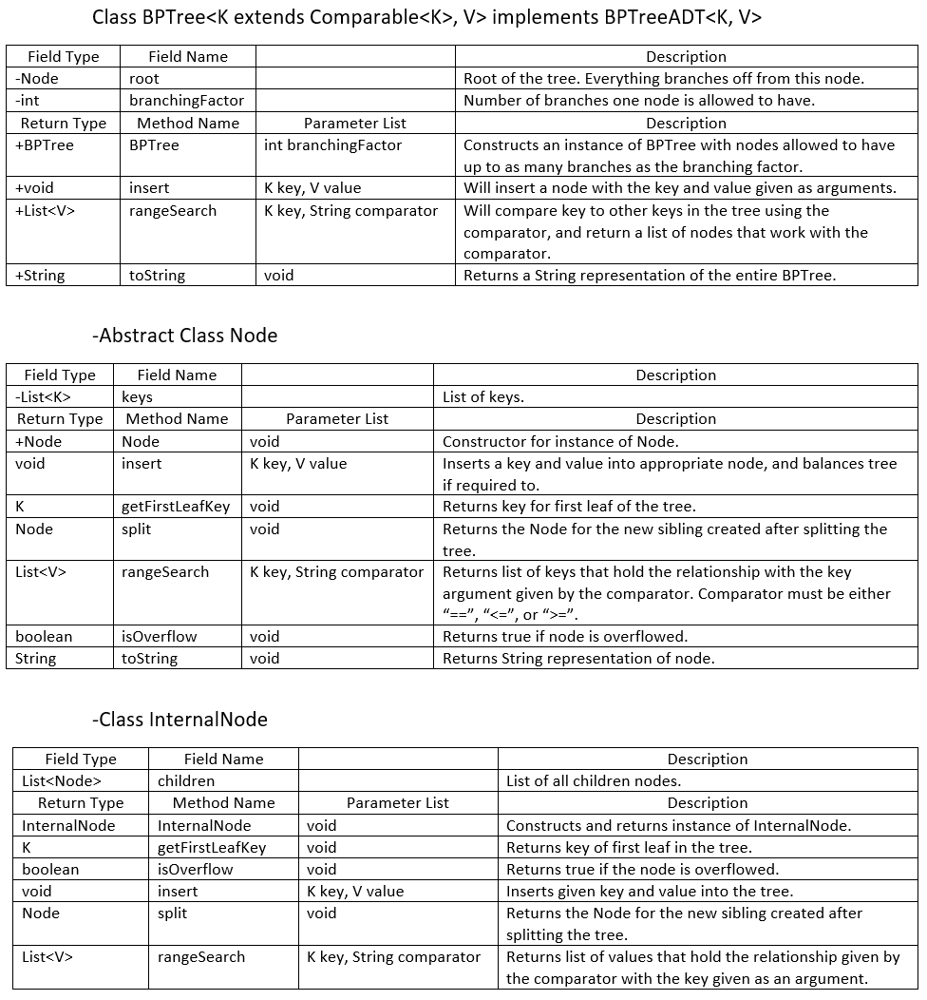 Class BPTree<K extends Comparable<K>, V> implements BPTreeADT<K, V>
Field Type Field Name Description
-Node root Root of the tree. Everything branches off from this node.
-int branchingFactor Number of branches one node is allowed to have.
Return Type Method Name Parameter List Description
+BPTree BPTree int branchingFactor Constructs an instance of BPTree with nodes allowed to have
up to as many branches as the branching factor.
+void insert K key, V value Will insert a node with the key and value given as arguments.
+List<V> rangeSearch K key, String comparator Will compare key to other keys in the tree using the
comparator, and return a list of nodes that work with the
comparator.
+String toString void Returns a String representation of the entire BPTree.
-Abstract Class Node
Field Type Field Name Description
-List<K> keys List of keys.
Return Type Method Name Parameter List Description
+Node Node void Constructor for instance of Node.
void insert K key, V value Inserts a key and value into appropriate node, and balances tree
if required to.
K getFirstLeafKey void Returns key for first leaf of the tree.
Node split void Returns the Node for the new sibling created after splitting the
tree.
List<V> rangeSearch K key, String comparator Returns list of keys that hold the relationship with the key
argument given by the comparator. Comparator must be either
“==”, “<=”, or “>=”.
boolean isOverflow void Returns true if node is overflowed.
String toString void Returns String representation of node.
-Class InternalNode
Field Type Field Name Description
List<Node> children List of all children nodes.
Return Type Method Name Parameter List Description
InternalNode InternalNode void Constructs and returns instance of InternalNode.
K getFirstLeafKey void Returns key of first leaf in the tree.
boolean isOverflow void Returns true if the node is overflowed.
void insert K key, V value Inserts given key and value into the tree.
Node split void Returns the Node for the new sibling created after
splitting the tree.
List<V> rangeSearch K key, String comparator Returns list of values that hold the relationship given by
the comparator with the key given as an argument.